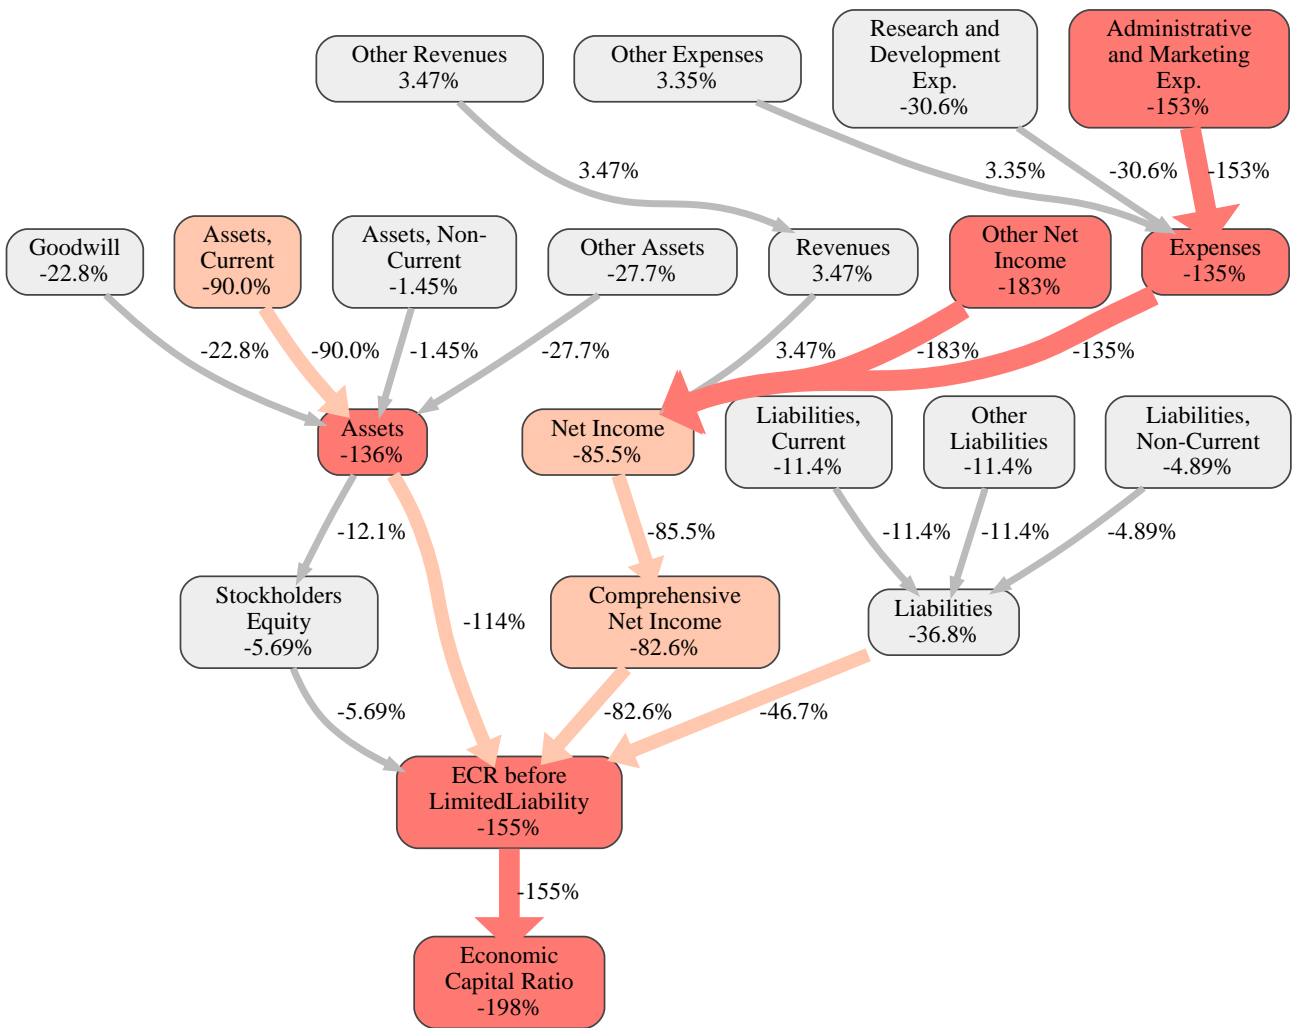 Other Revenues
3.47%
Other Expenses
3.35%
Research and
Development
Exp.
-30.6%
Administrative
and Marketing
Exp.
-153%
3.47%
3.35%
-30.6%
-153%
Goodwill
-22.8%
Assets,
Current
-90.0%
Assets, Non-
Current
-1.45%
Other Assets
-27.7%
Revenues
3.47%
Other Net
Income
-183%
Expenses
-135%
-22.8%
-90.0%
-1.45%
-27.7%
3.47%
-183%
-135%
Assets
-136%
Net Income
-85.5%
Liabilities,
Current
-11.4%
Other
Liabilities
-11.4%
Liabilities,
Non-Current
-4.89%
-12.1%
-85.5%
-11.4%
-11.4%
-4.89%
Stockholders
Equity
-5.69%
-114%
Comprehensive
Net Income
-82.6%
Liabilities
-36.8%
-5.69%
-82.6%
-46.7%
ECR before
LimitedLiability
-155%
-155%
Economic
Capital Ratio
-198%